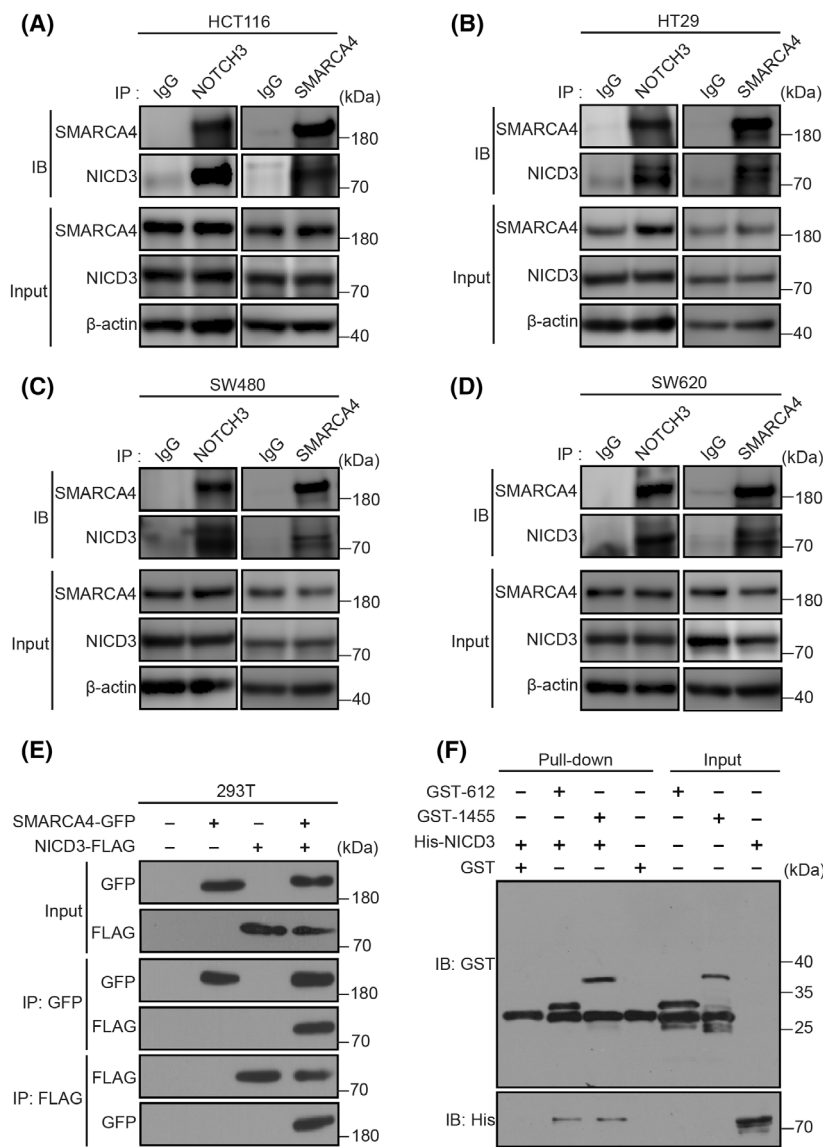 (A)
HCT116
IP : IgG NOTCH3 IgG SMARCA4 (kDa)
IB
SMARCA4 180
NICD3 70
Input
SMARCA4 180
NICD3 70
β-actin 40
(B)
HT29
IP : IgG NOTCH3 IgG SMARCA4 (kDa)
IB
SMARCA4 180
NICD3 70
Input
SMARCA4 180
NICD3 70
β-actin 40
(C)
SW480
IP : IgG NOTCH3 IgG SMARCA4 (kDa)
IB
SMARCA4 180
NICD3 70
Input
SMARCA4 180
NICD3 70
β-actin 40
(D)
SW620
IP : IgG NOTCH3 IgG SMARCA4 (kDa)
IB
SMARCA4 180
NICD3 70
Input
SMARCA4 180
NICD3 70
β-actin 40
(E)
293T
SMARCA4-GFP – + – +
NICD3-FLAG – – + + (kDa)
Input
GFP 180
FLAG 70
IP: GFP
GFP 180
FLAG 70
IP: FLAG
FLAG 70
GFP 180
(F)
Pull-down Input
GST-612 – + – – + – –
GST-1455 – – + – – + –
His-NICD3 + + + – – – +
GST + – – + – – – (kDa)
IB: GST 40
35
25
IB: His 70